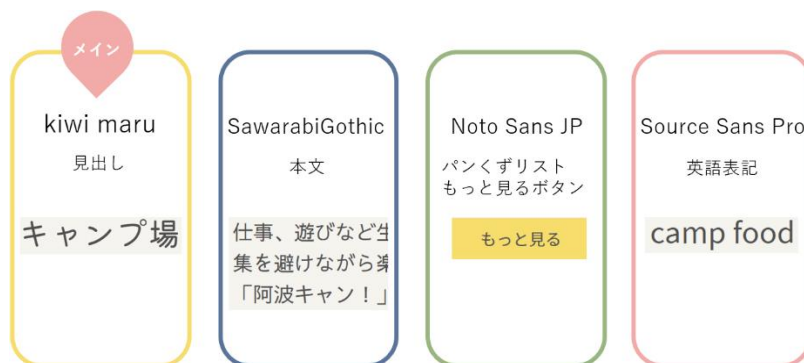 メイン
kiwi maru
見出し
キャンプ場
SawarabiGothic
本文
仕事、遊びなど生
集を避けながら楽
「阿波キャン!」
Noto Sans JP
パンくずリスト
もっと見るボタン
もっと見る
Source Sans Pro
英語表記
camp food